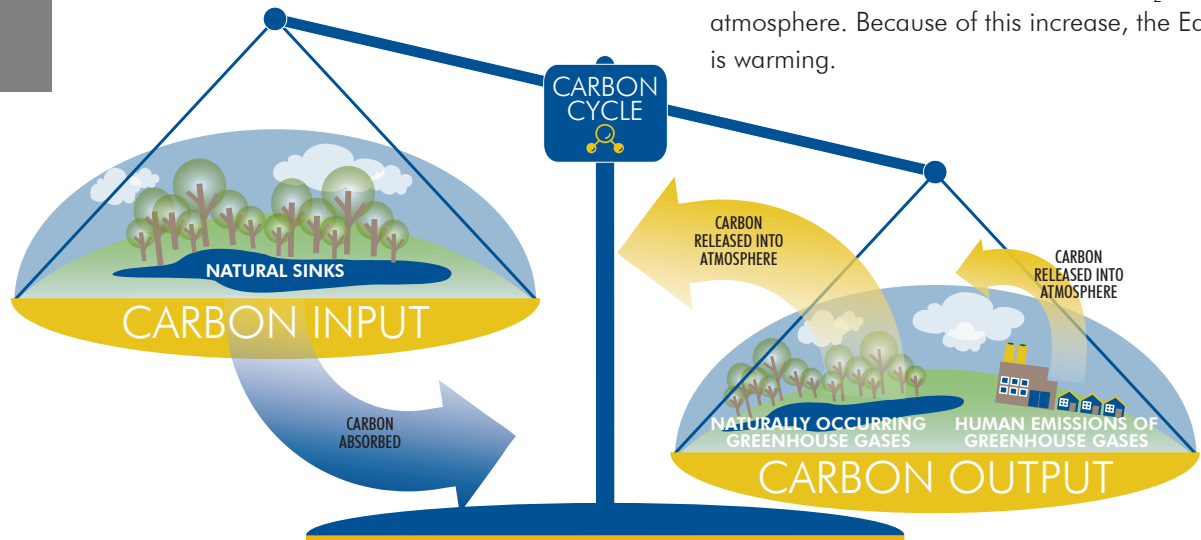 2
atmosphere. Because of this increase, the
is warming.
CARBON
CYCLE
CARBON
RELEASED INTO
ATMOSPHERE
CARBON
RELEASED INTO
ATMOSPHERE
NATURAL SINKS
CARBON INPUT
CARBON
ABSORBED
NATURALLY OCCURRING
GREENHOUSE GASES
HUMAN EMISSIONS OF
GREENHOUSE GASES
CARBON OUTPUT